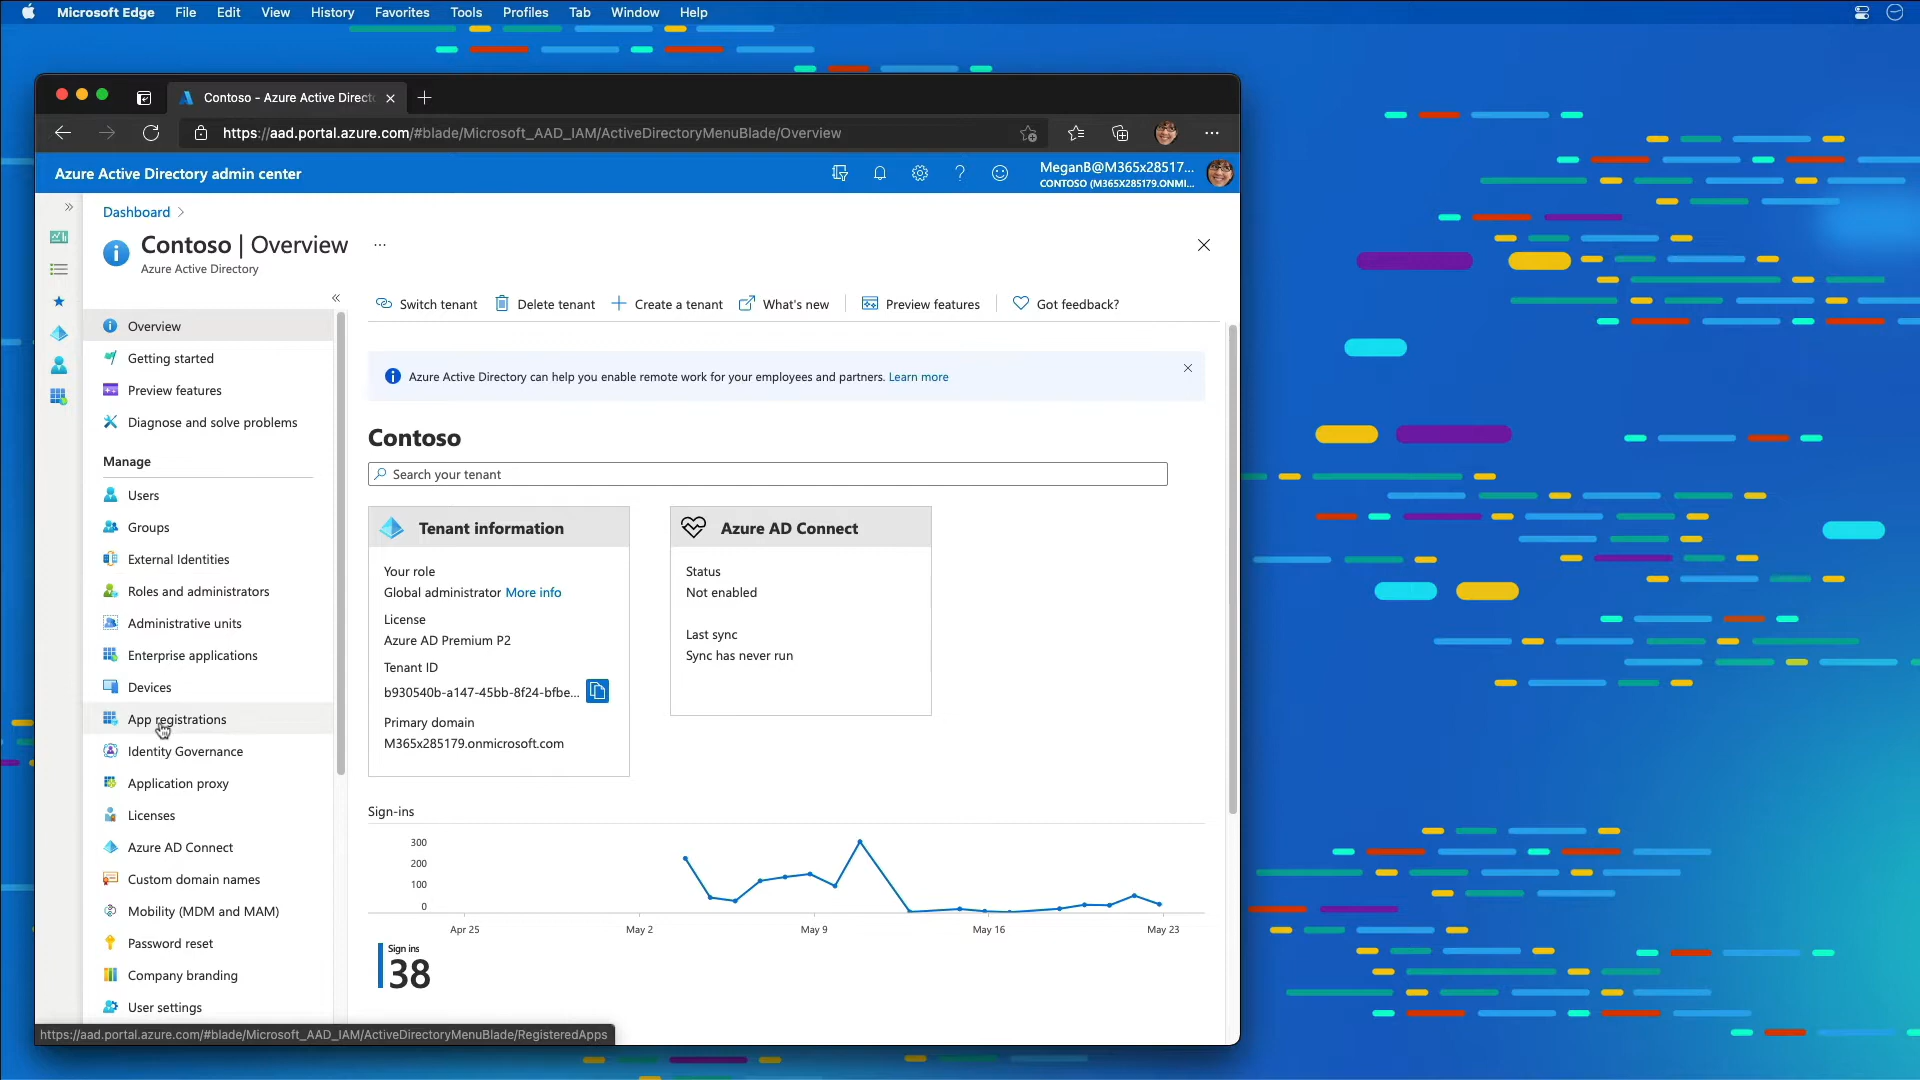 Microsoft Edge File Edit View History Favorites Tools Profiles Tab Window Help
Contoso - Azure Active Directo
https://aad.portal.azure.com/#blade/Microsoft_AAD_IAM/ActiveDirectoryMenuBlade/Overview
Azure Active Directory admin center
MeganB@M365x28517...
CONTOSO (M365X285179.ONMI...
Dashboard
Contoso | Overview
Azure Active Directory
Switch tenant Delete tenant Create a tenant What's new Preview features Got feedback?
Overview
Getting started
Preview features
Diagnose and solve problems
Manage
Users
Groups
External Identities
Roles and administrators
Administrative units
Enterprise applications
Devices
App registrations
Identity Governance
Application proxy
Licenses
Azure AD Connect
Custom domain names
Mobility (MDM and MAM)
Password reset
Company branding
User settings
Azure Active Directory can help you enable remote work for your employees and partners. Learn more
Contoso
Search your tenant
Tenant information
Your role
Global administrator More info
License
Azure AD Premium P2
Tenant ID
b930540b-a147-45bb-8f24-bfbe...
Primary domain
M365x285179.onmicrosoft.com
Azure AD Connect
Status
Not enabled
Last sync
Sync has never run
Sign-ins
300
200
100
0
Apr 25 May 2 May 9 May 16 May 23
Sign ins
38
https://aad.portal.azure.com/#blade/Microsoft_AAD_IAM/ActiveDirectoryMenuBlade/RegisteredApps